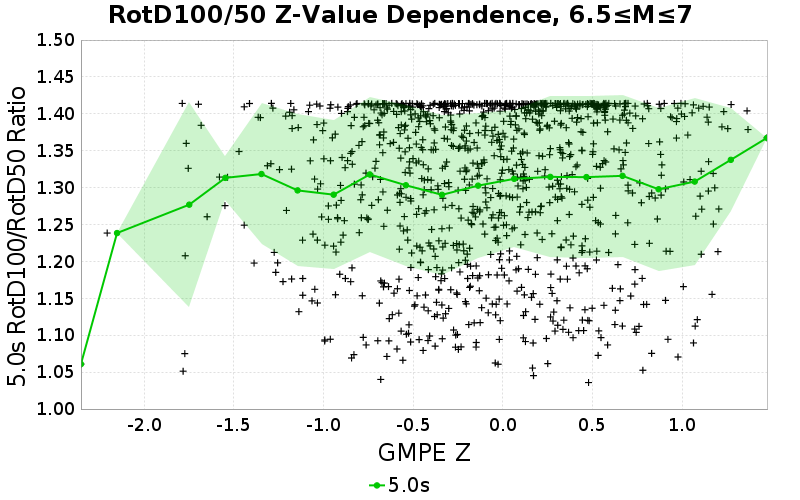 RotD100/50 Z-Value Dependence, 6.5≤M≤7
5.0s RotD100/RotD50 Ratio
1.50
1.45
1.40
1.35
1.30
1.25
1.20
1.15
1.10
1.05
1.00
-2.0 -1.5 -1.0 -0.5 0.0 0.5 1.0
GMPE Z
5.0s